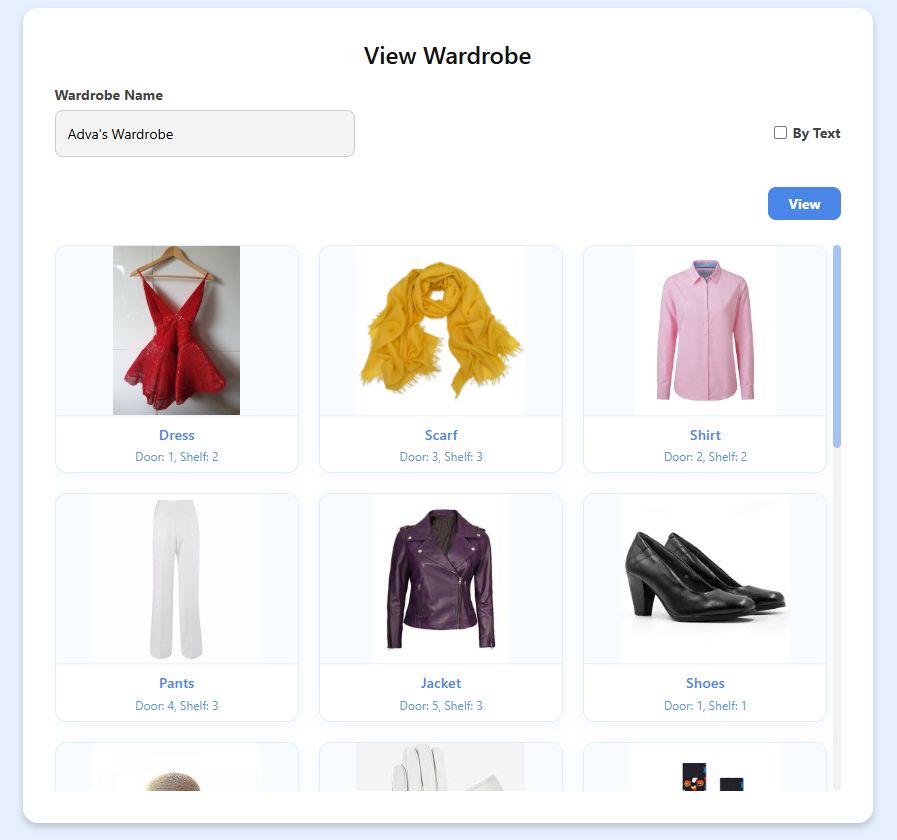 View Wardrobe
Wardrobe Name
Adva's Wardrobe
By Text
View
Dress
Door: 1, Shelf: 2
Scarf
Door: 3, Shelf: 3
Shirt
Door: 2, Shelf: 2
Pants
Door: 4, Shelf: 3
Jacket
Door: 5, Shelf: 3
Shoes
Door: 1, Shelf: 1